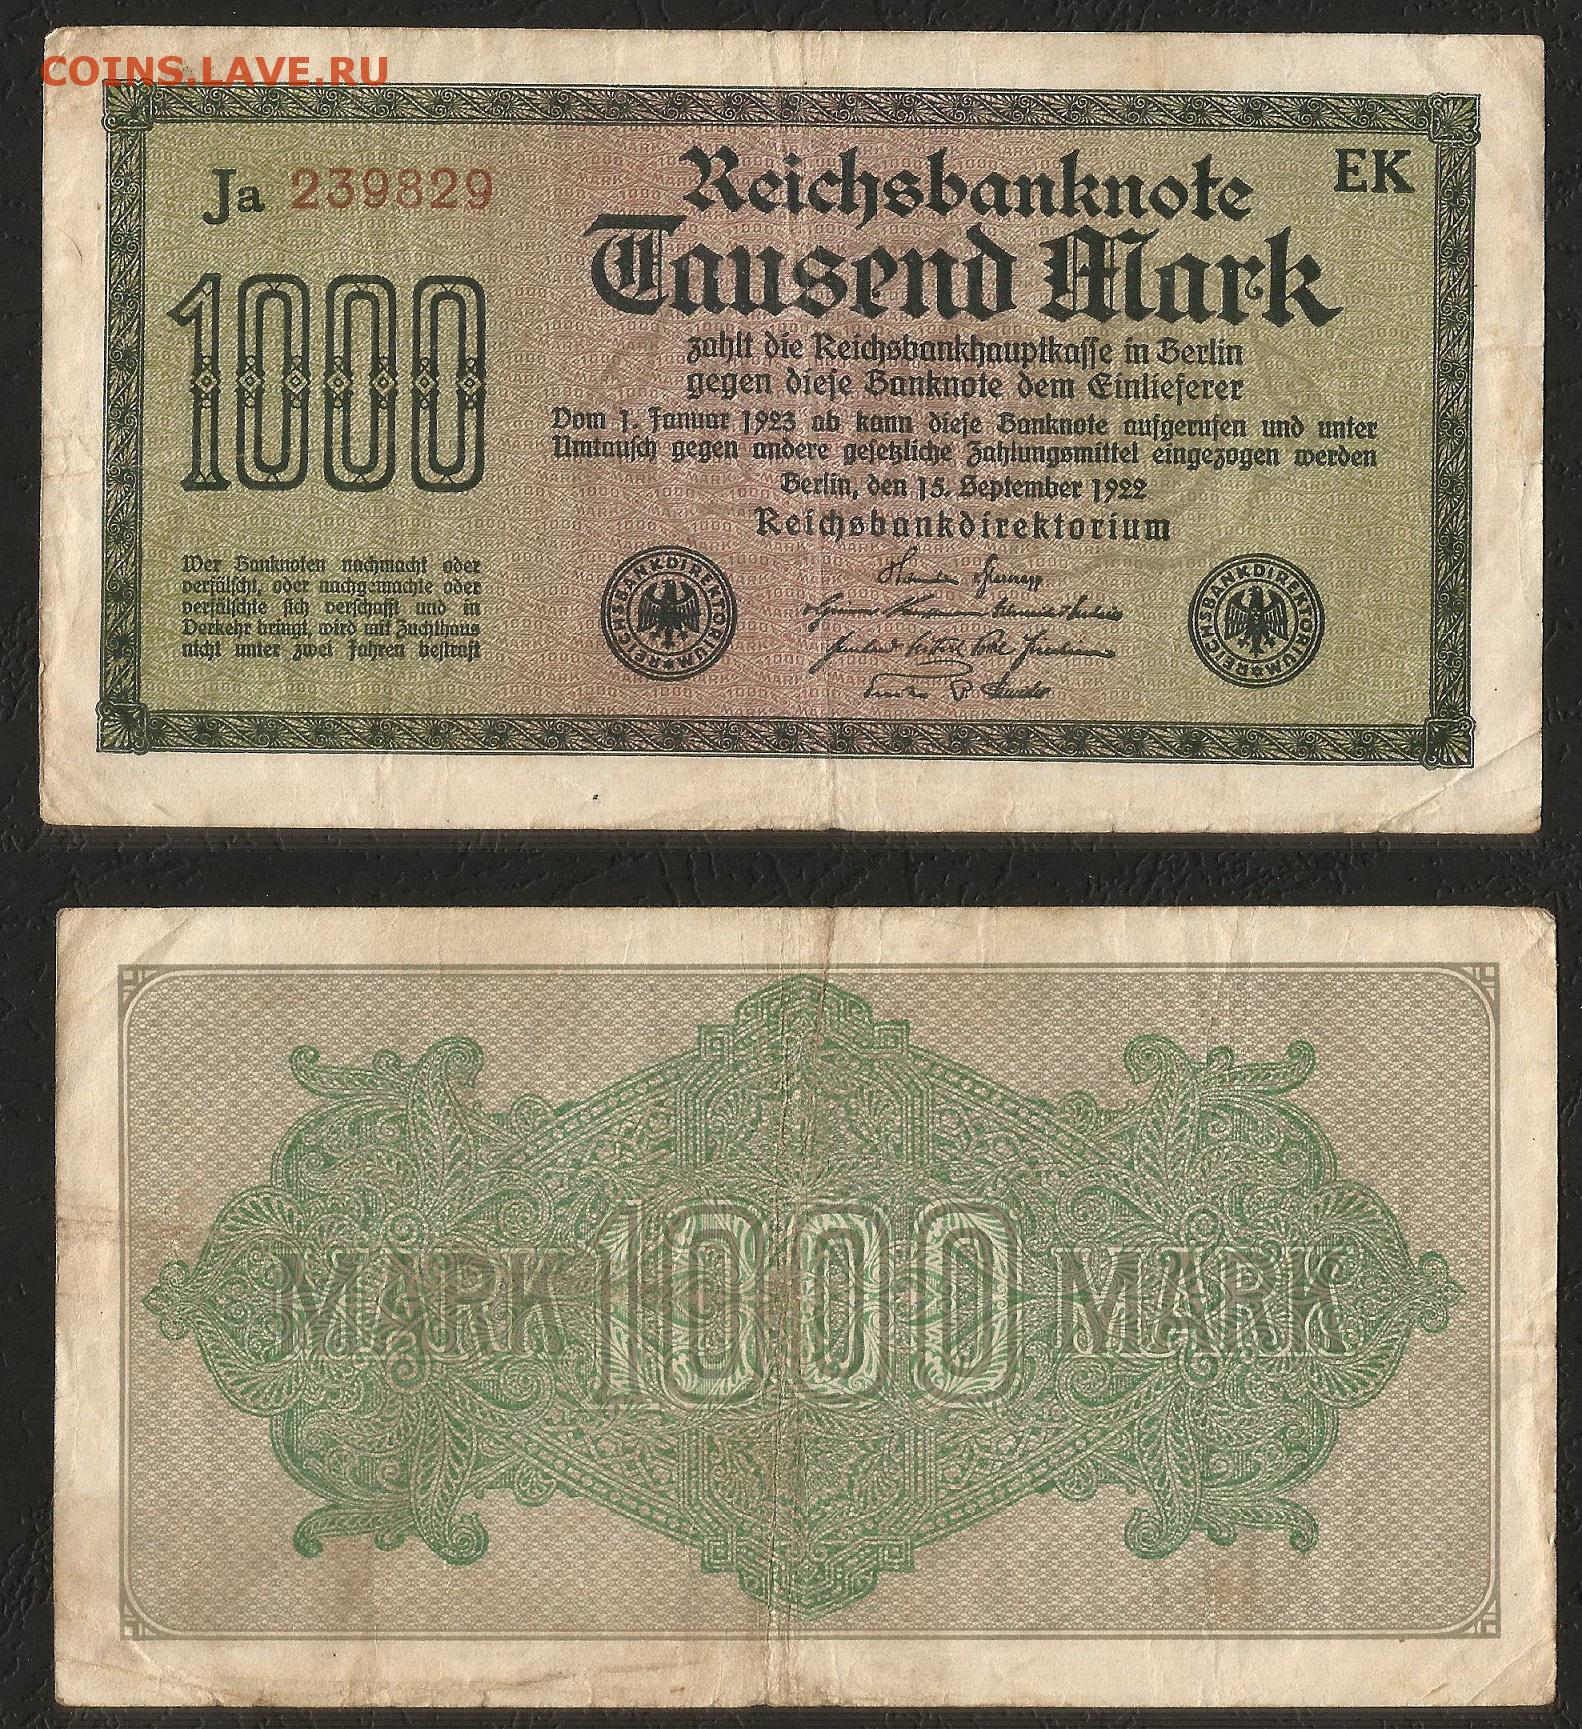 COINS.LAVE.RU
Ja 239829
EK
Reichsbanknote
Tausend Mark
1000
zahlt die Reichsbankhauptkasse in Berlin
gegen diese Banknote dem Einlieferer
Vom 1. Januar 1923 ab kann diese Banknote aufgerufen und unter
Umtausch gegen andere gesetzliche Zahlungsmittel eingezogen werden
Berlin, den 15. September 1922
Reichsbankdirektorium
Wer Banknoten nachmacht oder
verfälscht, oder nachgemachte oder
verfälschte sich verschafft und in
Verkehr bringt, wird mit Zuchthaus
nicht unter zwei Jahren bestraft
REICHSBANKDIREKTORIUM
REICHSBANKDIREKTORIUM
MARK 1000 MARK